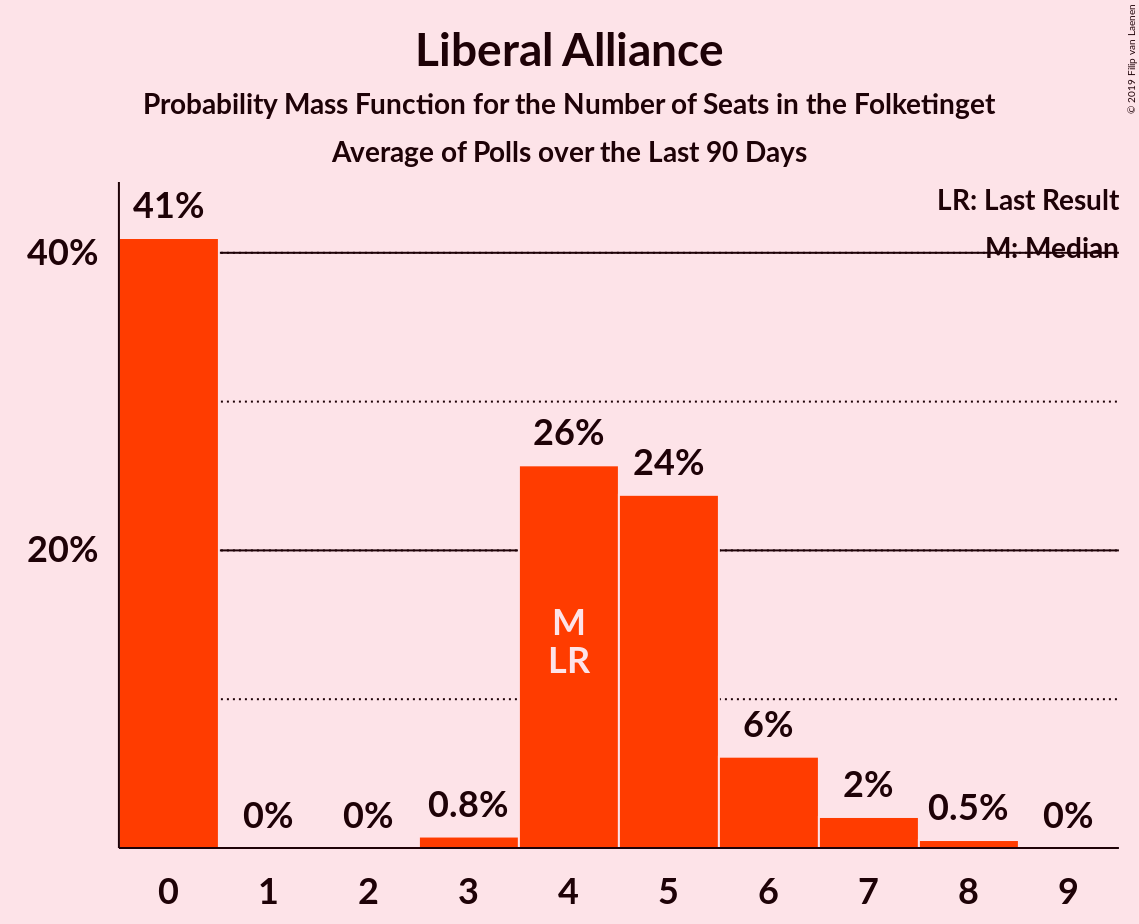 Liberal Alliance
Probability Mass Function for the Number of Seats in the Folketinget
Average of Polls over the Last 90 Days
© 2019 Filip van Laenen
LR: Last Result
M: Median
41%
40%
26%
24%
20%
M
LR
6%
2%
0%
0%
0.8%
0.5%
0%
0 1 2 3 4 5 6 7 8 9